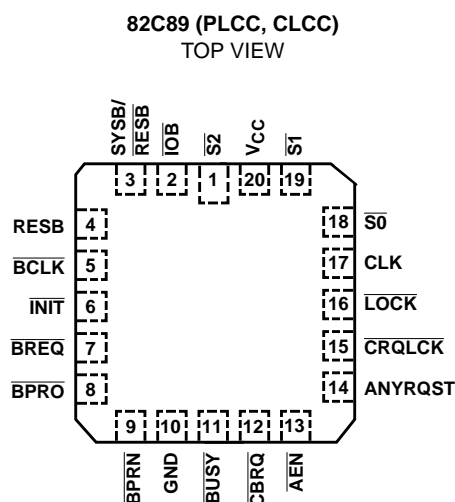 82C89 (PLCC, CLCC)
TOP VIEW
SYSB/
RESB
IOB
S2
VCC
S1
3
2
1
20
19
RESB 4
BCLK 5
INIT 6
BREQ 7
BPRO 8
18 S0
17 CLK
16 LOCK
15 CRQLCK
14 ANYRQST
9
10
11
12
13
BPRN
GND
BUSY
CBRQ
AEN